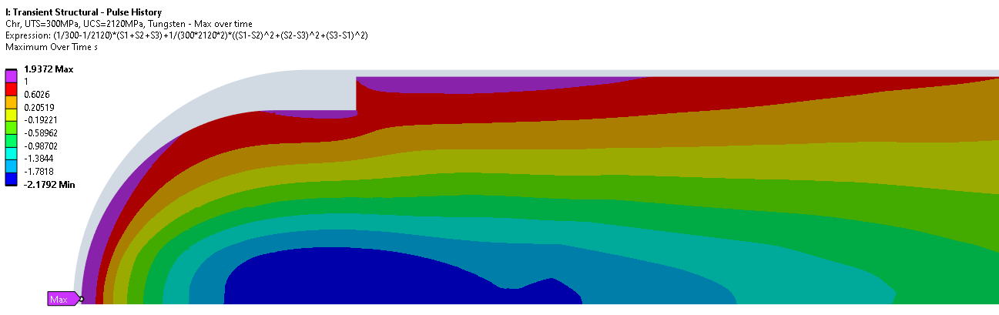 I: Transient Structural - Pulse History
Chr, UTS=300MPa, UCS=2120MPa, Tungsten - Max over time
Expression: (1/300-1/2120)*(S1+S2+S3)+1/(300*2120*2)*((S1-S2)^2+(S2-S3)^2+(S3-S1)^2)
Maximum Over Time s
1.9372 Max
1
0.6026
0.20519
-0.19221
-0.58962
-0.98702
-1.3844
-1.7818
-2.1792 Min
Max